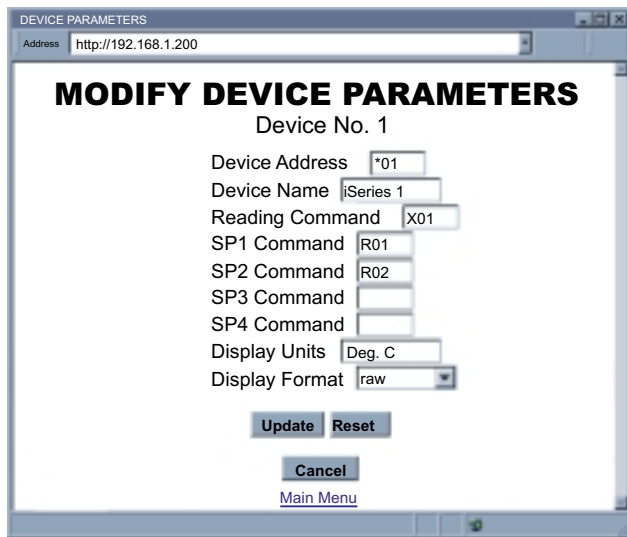 DEVICE PARAMETERS
Address http://192.168.1.200
MODIFY DEVICE PARAMETERS
Device No. 1
Device Address *01
Device Name iSeries 1
Reading Command X01
SP1 Command R01
SP2 Command R02
SP3 Command
SP4 Command
Display Units Deg. C
Display Format raw
Update Reset
Cancel
Main Menu